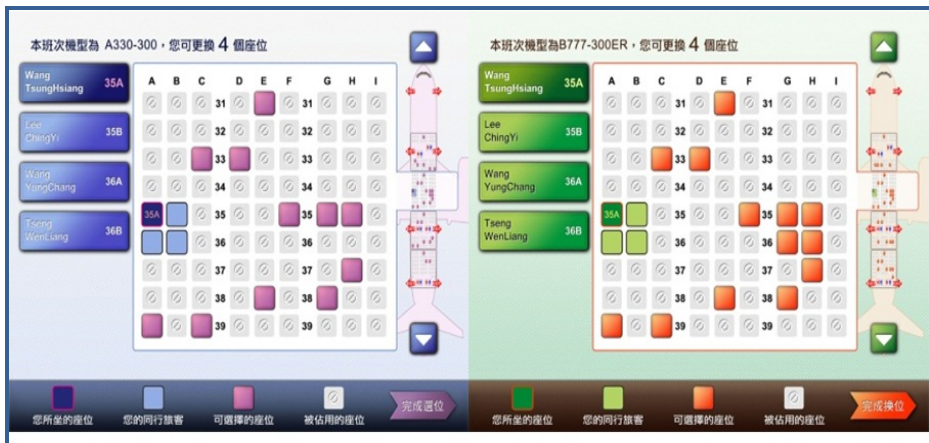 本班次機型為 A330-300，您可更換 4 個座位
Wang
TsungHsiang 35A
Lee
ChingYi 35B
Wang
YungChang 36A
Tseng
WenLiang 36B
A B C D E F G H I
31 31
32 32
33 33
34 34
35A 35 35
36 36
37 37
38 38
39 39
您所坐的座位
您的同行旅客
可選擇的座位
被佔用的座位
完成選位
本班次機型為B777-300ER，您可更換 4 個座位
Wang
TsungHsiang 35A
Lee
ChingYi 35B
Wang
YungChang 36A
Tseng
WenLiang 36B
A B C D E F G H I
31 31
32 32
33 33
34 34
35A 35 35
36 36
37 37
38 38
39 39
您所坐的座位
您的同行旅客
可選擇的座位
被佔用的座位
完成換位